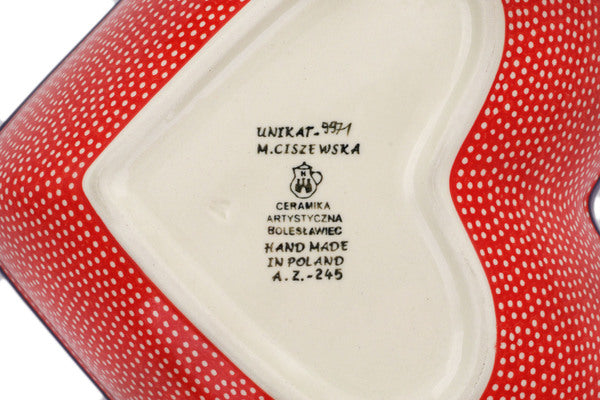 UNIKAT-9971
M.CISZEWSKA
CERAMIKA
ARTYSTYCZNA
BOLESŁAWIEC
HAND MADE
IN POLAND
A.Z.-245